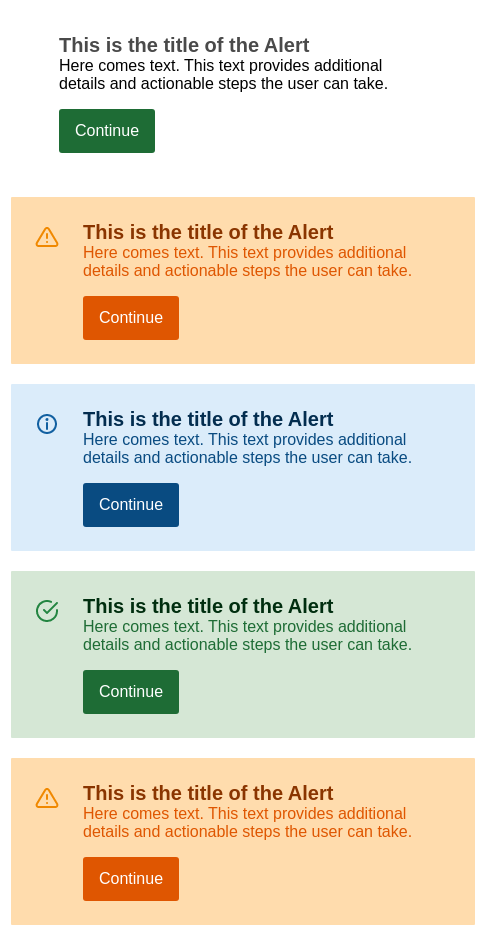 This is the title of the Alert
Here comes text. This text provides additional
details and actionable steps the user can take.
Continue
This is the title of the Alert
Here comes text. This text provides additional
details and actionable steps the user can take.
Continue
This is the title of the Alert
Here comes text. This text provides additional
details and actionable steps the user can take.
Continue
This is the title of the Alert
Here comes text. This text provides additional
details and actionable steps the user can take.
Continue
This is the title of the Alert
Here comes text. This text provides additional
details and actionable steps the user can take.
Continue